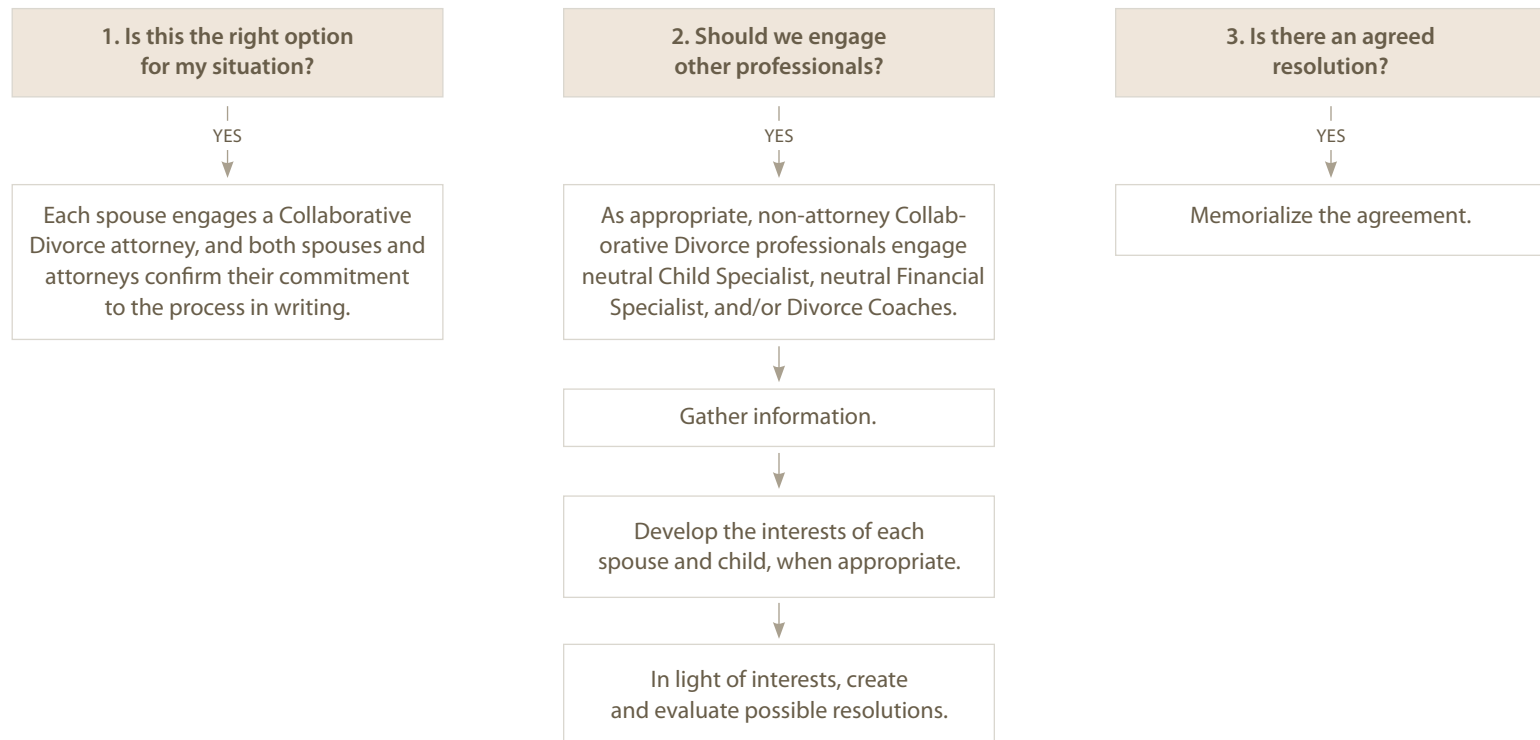 1. Is this the right option
for my situation?
YES
Each spouse engages a Collaborative
Divorce attorney, and both spouses and
attorneys confirm their commitment
to the process in writing.
2. Should we engage
other professionals?
YES
As appropriate, non-attorney Collab-
orative Divorce professionals engage
neutral Child Specialist, neutral Financial
Specialist, and/or Divorce Coaches.
Gather information.
Develop the interests of each
spouse and child, when appropriate.
In light of interests, create
and evaluate possible resolutions.
3. Is there an agreed
resolution?
YES
Memorialize the agreement.